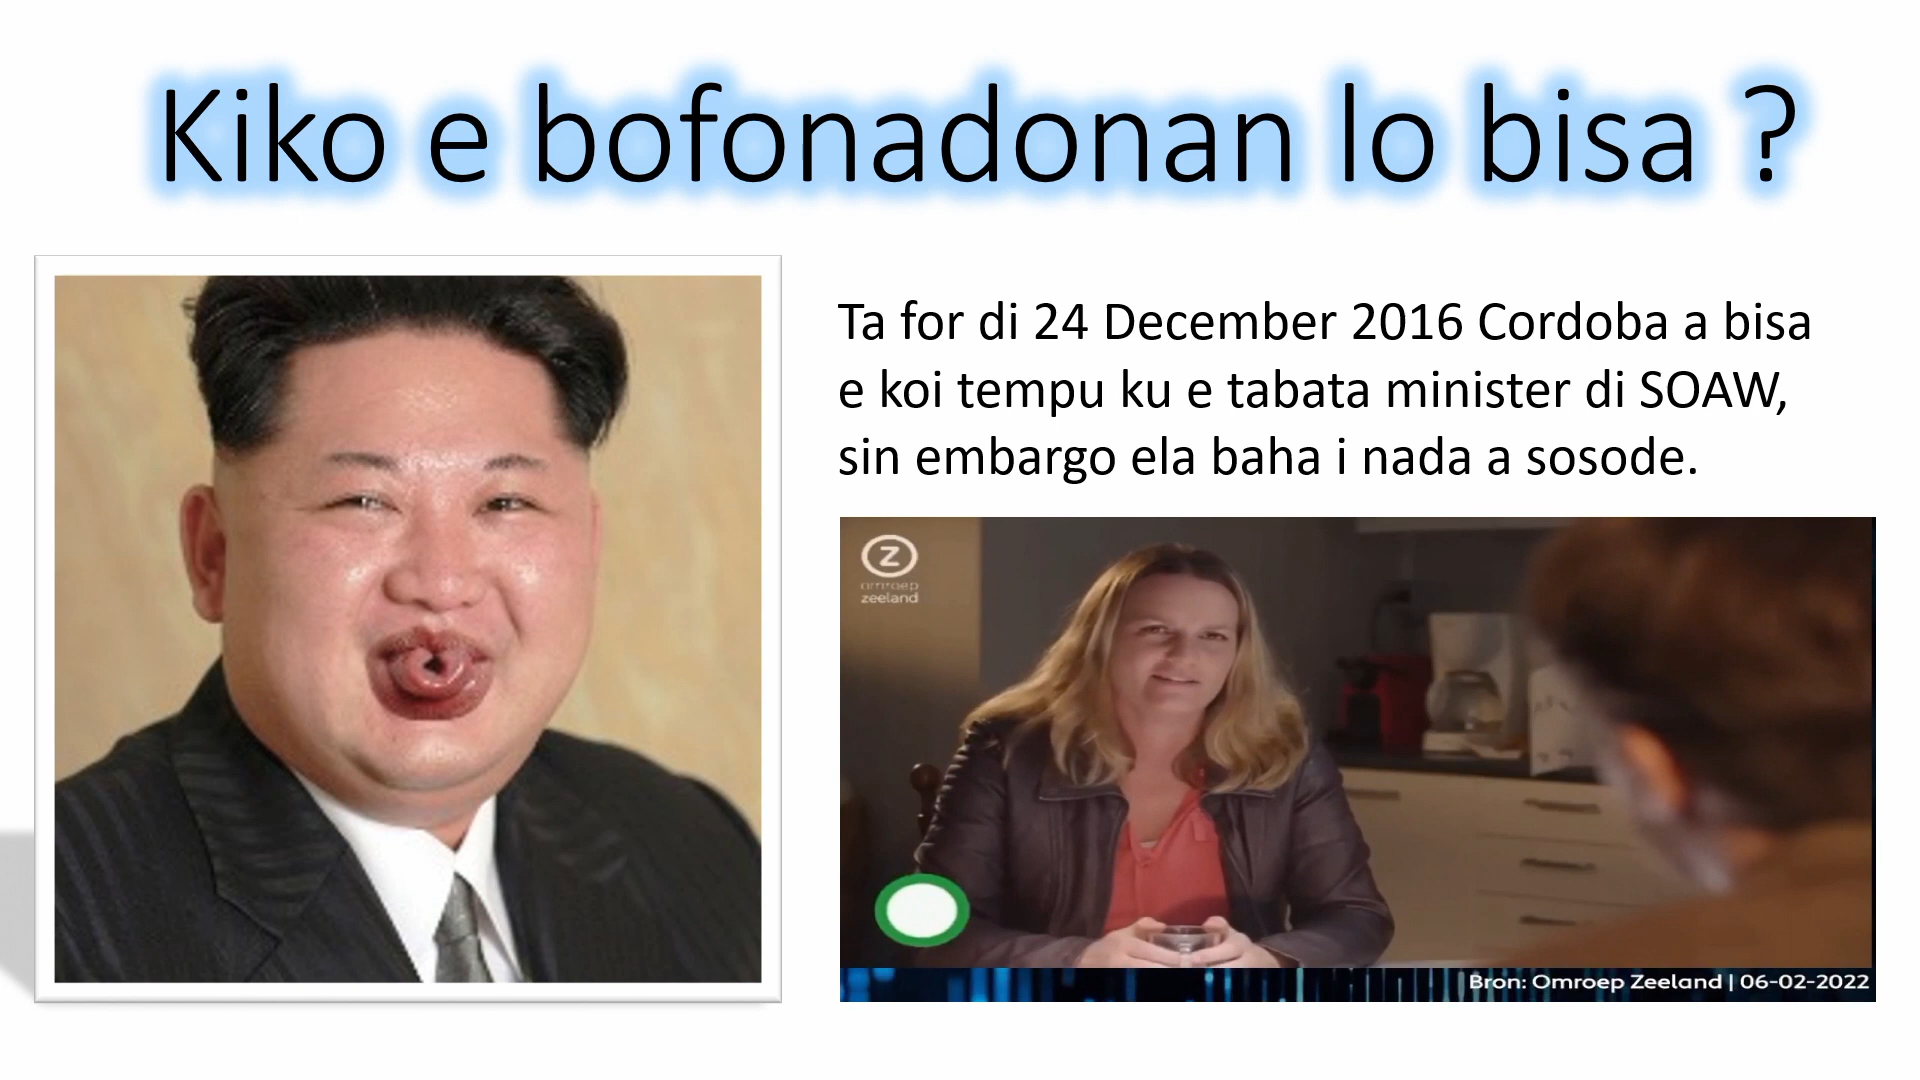 Kiko e bofonadonan lo bisa ?
Ta for di 24 December 2016 Cordoba a bisa
e koi tempu ku e tabata minister di SOAW,
sin embargo ela baha i nada a sosode.
Z
omroep
zeeland
Bron: Omroep Zeeland | 06-02-2022